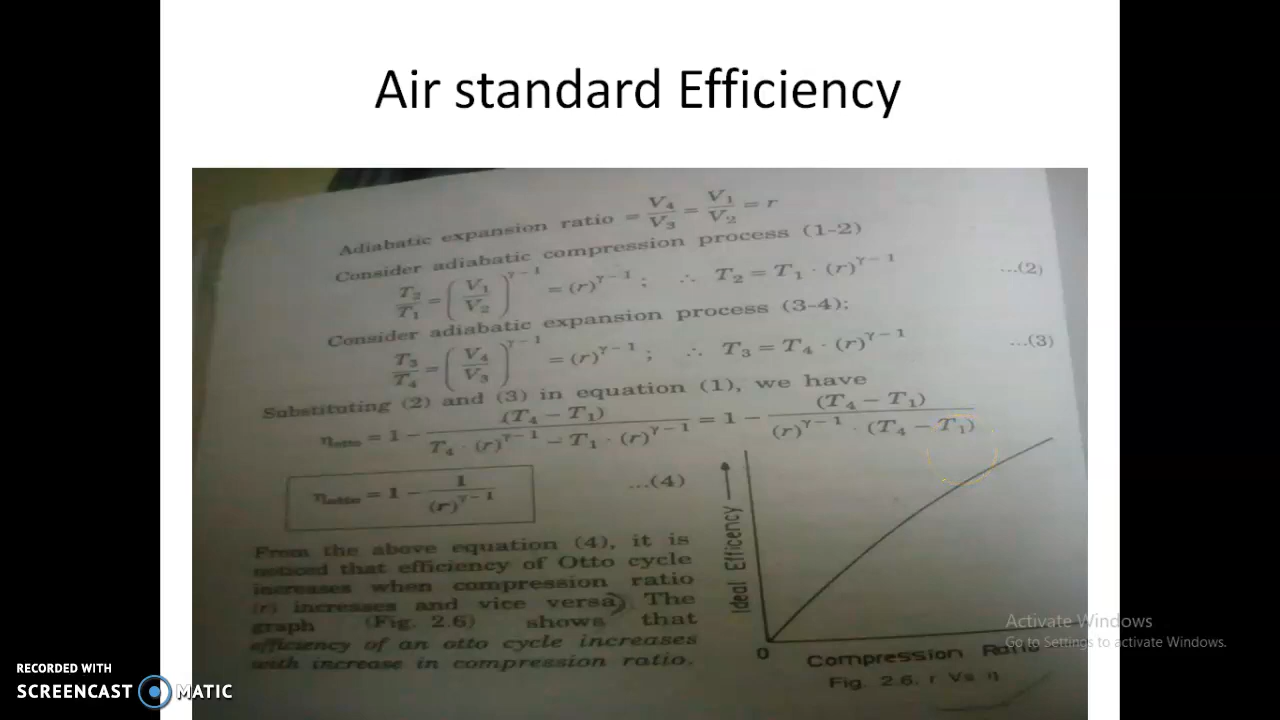 Air standard Efficiency
Adiabatic expansion ratio = V₄/V₃ = V₁/V₂ = r
Consider adiabatic compression process (1-2)
T₂/T₁ = (V₁/V₂)^(γ − 1) = (r)^(γ − 1) ; ∴ T₂ = T₁ · (r)^(γ − 1) ...(2)
Consider adiabatic expansion process (3-4);
T₃/T₄ = (V₄/V₃)^(γ − 1) = (r)^(γ − 1) ; ∴ T₃ = T₄ · (r)^(γ − 1) ...(3)
Substituting (2) and (3) in equation (1), we have
η_otto = 1 − (T₄ − T₁)/(T₄ · (r)^(γ − 1) − T₁ · (r)^(γ − 1)) = 1 − (T₄ − T₁)/((r)^(γ − 1) · (T₄ − T₁))
η_otto = 1 − 1/(r)^(γ − 1) ...(4)
From the above equation (4), it is
noticed that efficiency of Otto cycle
increases when compression ratio
(r) increases and vice versa. The
graph (Fig. 2.6) shows that
efficiency of an otto cycle increases
with increase in compression ratio.
Ideal Efficency
0
Compression Ratio
Fig. 2.6. r Vs η
Activate Windows
Go to Settings to activate Windows.
RECORDED WITH
SCREENCAST MATIC